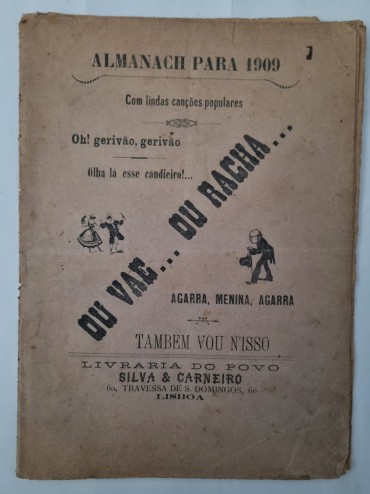 ALMANACH PARA 1909
Com lindas canções populares
Oh! gerivão, gerivão
Olha lá esse candieiro!...
OU VAE... OU RACHA...
AGARRA, MENINA, AGARRA
TAMBEM VOU N'ISSO
LIVRARIA DO POVO
SILVA & CARNEIRO
60, TRAVESSA DE S. DOMINGOS, 60
LISBOA